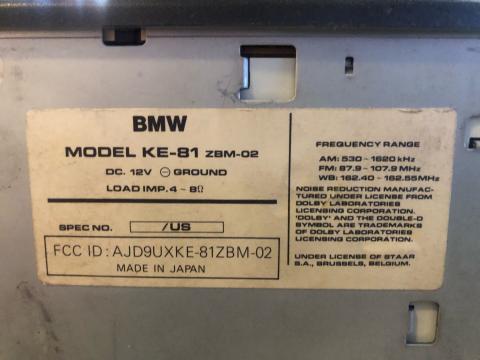 BMW
MODEL KE-81 ZBM-02
DC. 12V ⊖ GROUND
LOAD IMP. 4 ~ 8Ω
SPEC NO. /US
FCC ID : AJD9UXKE-81ZBM-02
MADE IN JAPAN
FREQUENCY RANGE
AM: 530 ~ 1620 kHz
FM: 87.9 ~ 107.9 MHz
WB: 162.40 ~ 162.55MHz
NOISE REDUCTION MANUFAC-
TURED UNDER LICENSE FROM
DOLBY LABORATORIES
LICENSING CORPORATION.
'DOLBY' AND THE DOUBLE-D
SYMBOL ARE TRADEMARKS
OF DOLBY LABORATORIES
LICENSING CORPORATION.
UNDER LICENSE OF STAAR
S.A., BRUSSELS, BELGIUM.